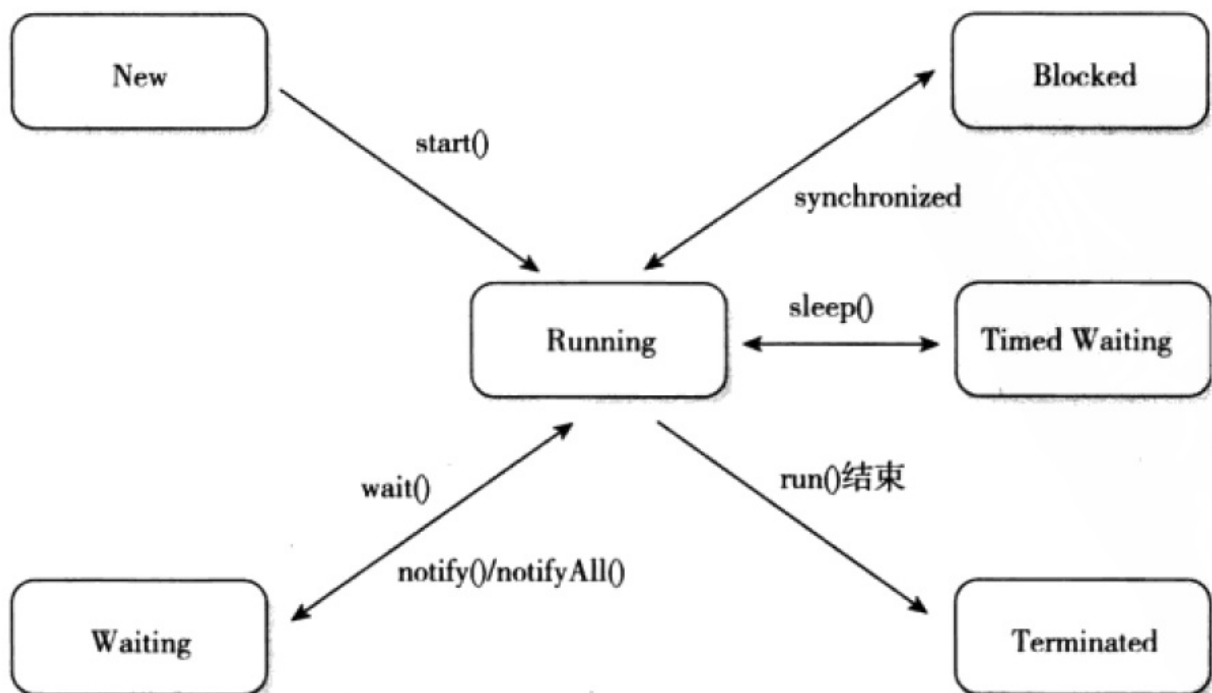 New
Blocked
start()
synchronized
Running
sleep()
Timed Waiting
wait()
run()结束
notify()/notifyAll()
Waiting
Terminated